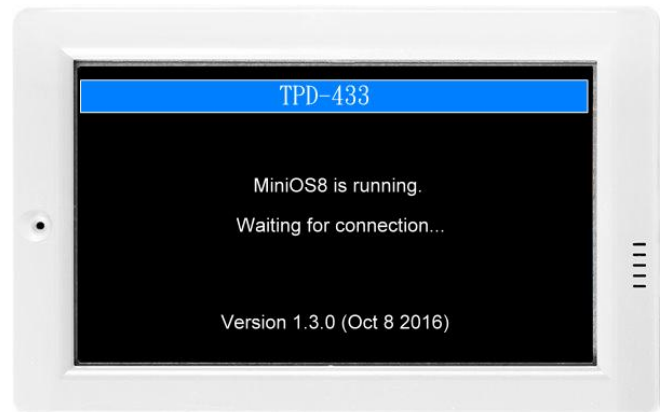 TPD-433
MiniOS8 is running.
Waiting for connection...
Version 1.3.0 (Oct 8 2016)